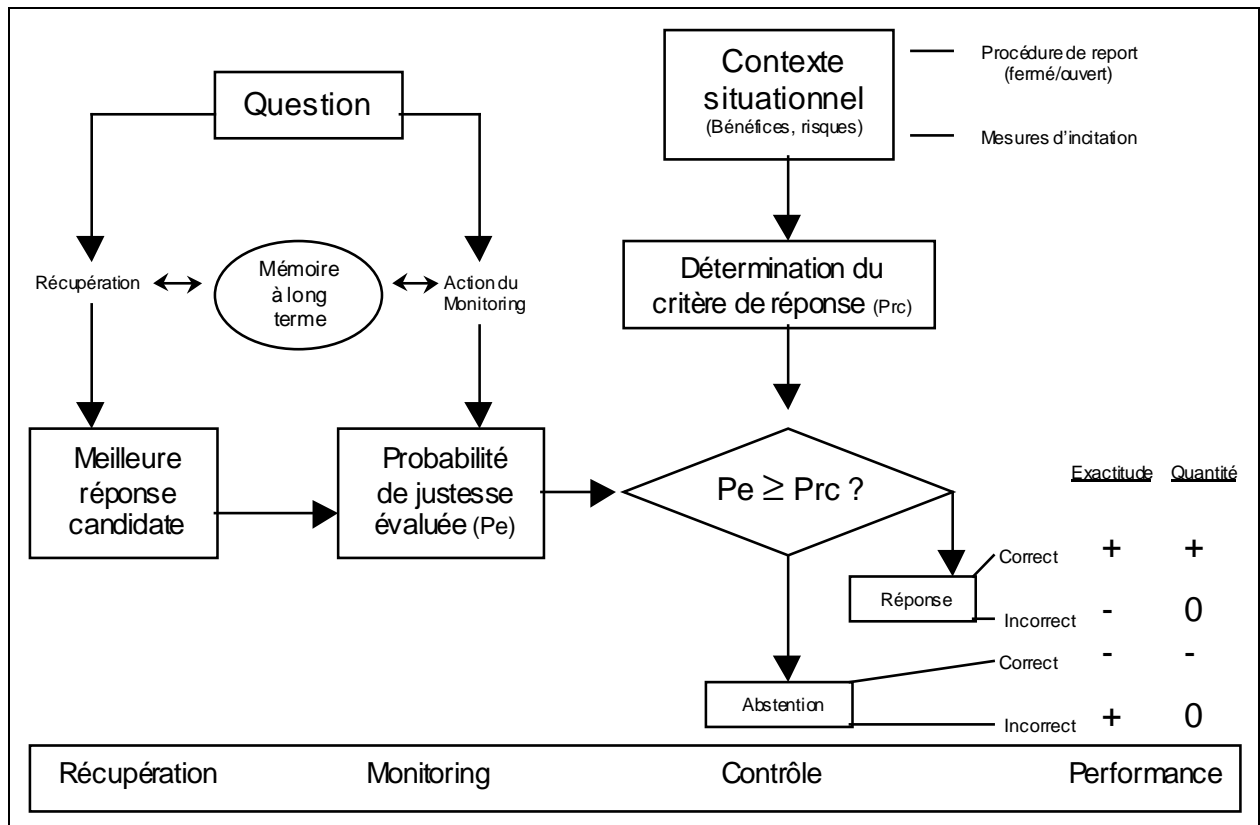 Question
Contexte
situationnel
(Bénéfices, risques)
Procédure de report
(fermé/ouvert)
Mesures d'incitation
Récupération
Mémoire
à long
terme
Action du
Monitoring
Détermination du
critère de réponse (Prc)
Meilleure
réponse
candidate
Probabilité
de justesse
évaluée (Pe)
Pe ≥ Prc ?
Exactitude Quantité
Correct + +
Réponse
Incorrect - 0
Correct - -
Abstention
Incorrect + 0
Récupération Monitoring Contrôle Performance